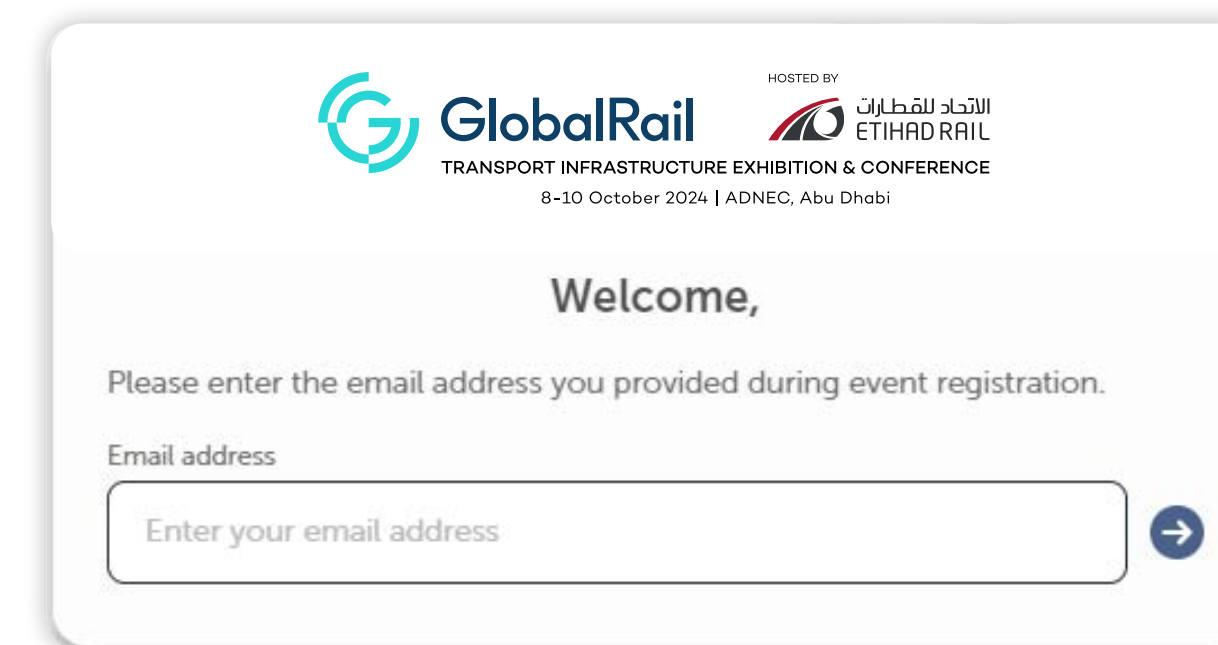 HOSTED BY
GlobalRail
الاتحاد للقطارات
ETIHAD RAIL
TRANSPORT INFRASTRUCTURE EXHIBITION & CONFERENCE
8-10 October 2024 | ADNEC, Abu Dhabi
Welcome,
Please enter the email address you provided during event registration.
Email address
Enter your email address